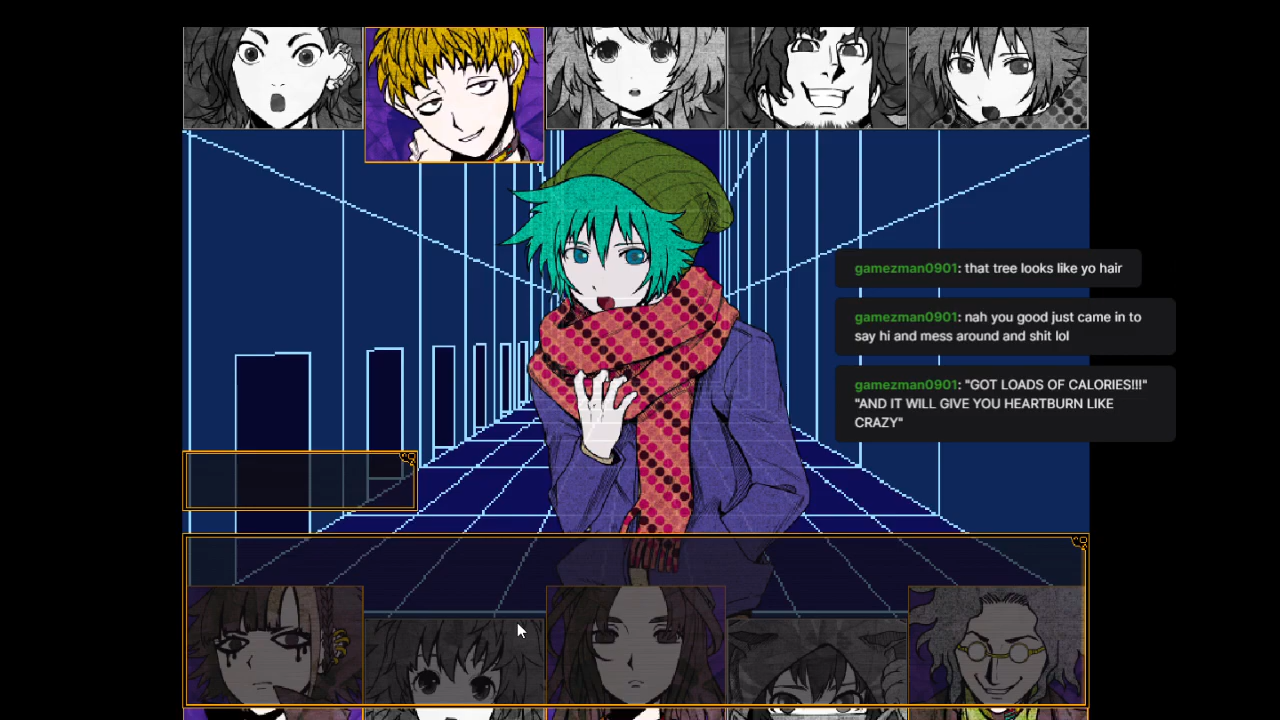 gamezman0901: that tree looks like yo hair
gamezman0901: nah you good just came in to
say hi and mess around and shit lol
gamezman0901: "GOT LOADS OF CALORIES!!!"
"AND IT WILL GIVE YOU HEARTBURN LIKE
CRAZY"